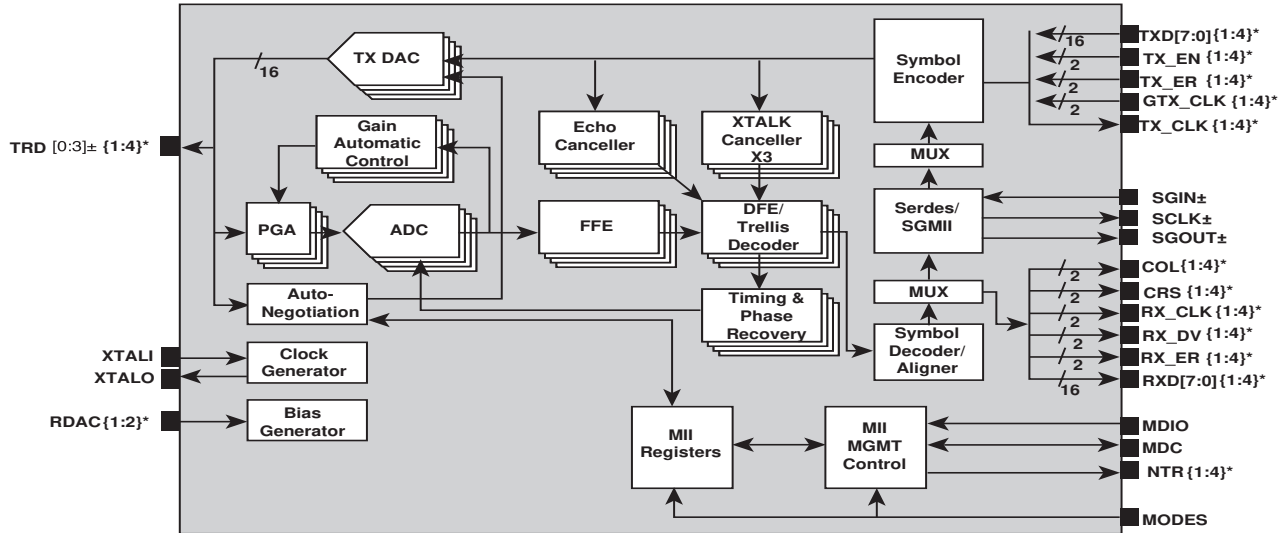 TX DAC
16
Symbol
Encoder
16
TXD[7:0]{1:4}*
2
TX_EN {1:4}*
2
TX_ER {1:4}*
2
GTX_CLK {1:4}*
TX_CLK {1:4}*
TRD [0:3]± {1:4}*
Gain
Automatic
Control
Echo
Canceller
XTALK
Canceller
X3
MUX
PGA
ADC
FFE
DFE/
Trellis
Decoder
Serdes/
SGMII
SGIN±
SCLK±
SGOUT±
Auto-
Negotiation
Timing &
Phase
Recovery
MUX
Symbol
Decoder/
Aligner
2
COL{1:4}*
2
CRS {1:4}*
2
RX_CLK {1:4}*
2
RX_DV {1:4}*
2
RX_ER {1:4}*
16
RXD[7:0]{1:4}*
XTALI
XTALO
Clock
Generator
RDAC{1:2}*
Bias
Generator
MII
Registers
MII
MGMT
Control
MDIO
MDC
NTR{1:4}*
MODES